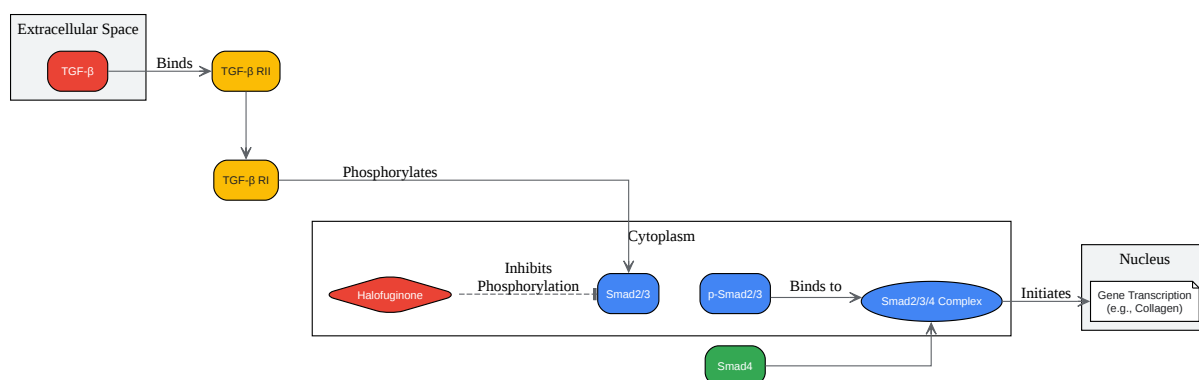 Extracellular Space
TGF-β
Binds
TGF-β RII
TGF-β RI
Phosphorylates
Cytoplasm
Halofuginone
Inhibits
Phosphorylation
Smad2/3
p-Smad2/3
Binds to
Smad2/3/4 Complex
Initiates
Nucleus
Gene Transcription
(e.g., Collagen)
Smad4